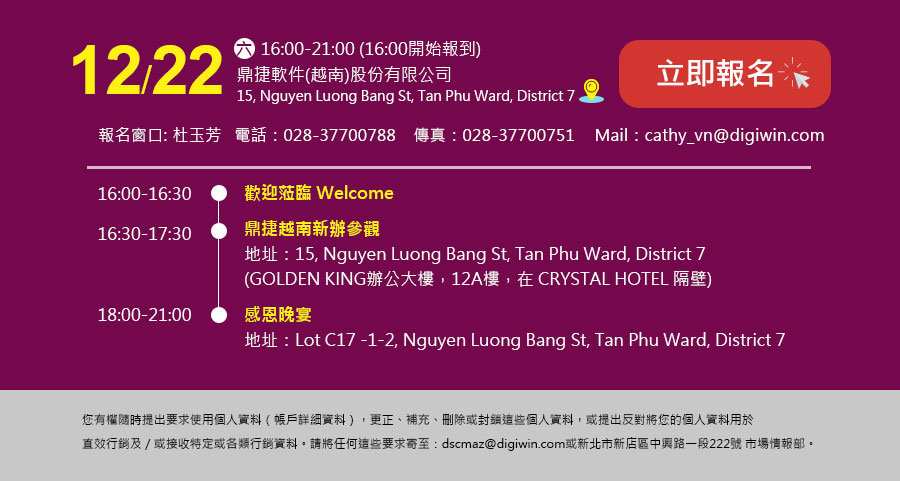 12/22
六 16:00-21:00 (16:00開始報到)
鼎捷軟件(越南)股份有限公司
15, Nguyen Luong Bang St, Tan Phu Ward, District 7
立即報名
報名窗口: 杜玉芳 電話：028-37700788 傳真：028-37700751 Mail：cathy_vn@digiwin.com
16:00-16:30 歡迎蒞臨 Welcome
16:30-17:30 鼎捷越南新辦參觀
地址：15, Nguyen Luong Bang St, Tan Phu Ward, District 7
(GOLDEN KING辦公大樓，12A樓，在 CRYSTAL HOTEL 隔壁)
18:00-21:00 感恩晚宴
地址：Lot C17 -1-2, Nguyen Luong Bang St, Tan Phu Ward, District 7
您有權隨時提出要求使用個人資料（帳戶詳細資料），更正、補充、刪除或封鎖這些個人資料，或提出反對將您的個人資料用於
直效行銷及 / 或接收特定或各類行銷資料。請將任何這些要求寄至：dscmaz@digiwin.com或新北市新店區中興路一段222號 市場情報部。